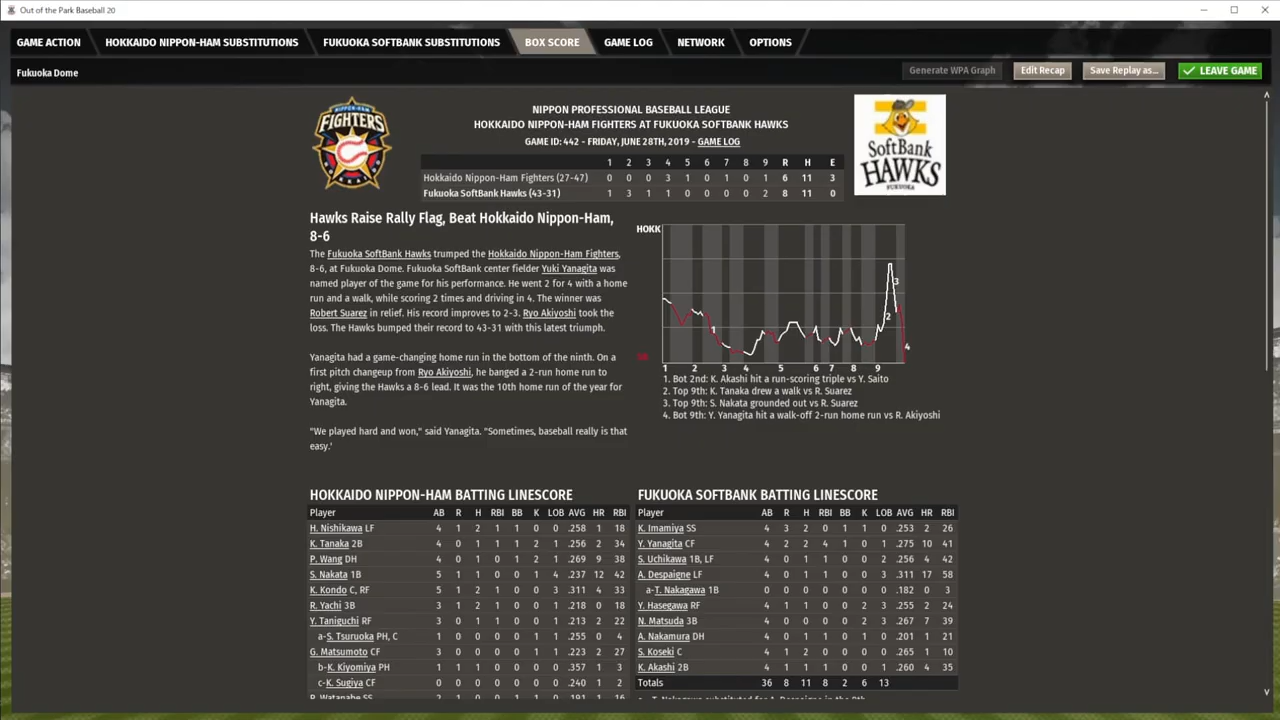 Out of the Park Baseball 20
GAME ACTION HOKKAIDO NIPPON-HAM SUBSTITUTIONS FUKUOKA SOFTBANK SUBSTITUTIONS BOX SCORE GAME LOG NETWORK OPTIONS
Fukuoka Dome Generate WPA Graph Edit Recap Save Replay as... LEAVE GAME
NIPPON-HAM
FIGHTERS
NIPPON PROFESSIONAL BASEBALL LEAGUE
HOKKAIDO NIPPON-HAM FIGHTERS AT FUKUOKA SOFTBANK HAWKS
GAME ID: 442 - FRIDAY, JUNE 28TH, 2019 - GAME LOG
SoftBank
HAWKS
FUKUOKA
1 2 3 4 5 6 7 8 9 R H E
Hokkaido Nippon-Ham Fighters (27-47) 0 0 0 3 1 0 1 0 1 6 11 3
Fukuoka SoftBank Hawks (43-31) 1 3 1 1 0 0 0 0 2 8 11 0
Hawks Raise Rally Flag, Beat Hokkaido Nippon-Ham,
8-6
The Fukuoka SoftBank Hawks trumped the Hokkaido Nippon-Ham Fighters,
8-6, at Fukuoka Dome. Fukuoka SoftBank center fielder Yuki Yanagita was
named player of the game for his performance. He went 2 for 4 with a home
run and a walk, while scoring 2 times and driving in 4. The winner was
Robert Suarez in relief. His record improves to 2-3. Ryo Akiyoshi took the
loss. The Hawks bumped their record to 43-31 with this latest triumph.
Yanagita had a game-changing home run in the bottom of the ninth. On a
first pitch changeup from Ryo Akiyoshi, he banged a 2-run home run to
right, giving the Hawks a 8-6 lead. It was the 10th home run of the year for
Yanagita.
"We played hard and won," said Yanagita. "Sometimes, baseball really is that
easy.'
HOKK
1 2 3 4
1 2 3 4 5 6 7 8 9
1. Bot 2nd: K. Akashi hit a run-scoring triple vs Y. Saito
2. Top 9th: K. Tanaka drew a walk vs R. Suarez
3. Top 9th: S. Nakata grounded out vs R. Suarez
4. Bot 9th: Y. Yanagita hit a walk-off 2-run home run vs R. Akiyoshi
HOKKAIDO NIPPON-HAM BATTING LINESCORE
Player AB R H RBI BB K LOB AVG HR RBI
H. Nishikawa LF 4 1 2 1 1 0 0 .258 1 18
K. Tanaka 2B 4 0 1 1 1 2 1 .256 2 34
P. Wang DH 4 0 1 1 1 2 1 .269 9 38
S. Nakata 1B 5 1 1 0 0 1 4 .237 12 42
K. Kondo C, RF 5 1 2 1 0 0 3 .311 4 33
R. Yachi 3B 3 1 2 1 1 0 1 .218 0 18
Y. Taniguchi RF 3 0 1 1 0 0 1 .213 2 22
a-S. Tsuruoka PH, C 1 0 0 0 0 1 1 .255 0 4
G. Matsumoto CF 3 0 0 0 0 1 1 .223 2 27
b-K. Kiyomiya PH 1 1 1 0 0 0 0 .357 1 3
c-K. Sugiya CF 0 0 0 0 0 0 0 .240 1 2
FUKUOKA SOFTBANK BATTING LINESCORE
Player AB R H RBI BB K LOB AVG HR RBI
K. Imamiya SS 4 3 2 0 1 1 0 .253 2 26
Y. Yanagita CF 4 2 2 4 1 0 0 .275 10 41
S. Uchikawa 1B, LF 4 0 1 1 0 0 2 .256 4 42
A. Despaigne LF 4 0 1 1 0 0 3 .311 17 58
a-T. Nakagawa 1B 0 0 0 0 0 0 0 .182 0 3
Y. Hasegawa RF 4 1 1 0 0 2 3 .255 2 24
N. Matsuda 3B 4 0 0 0 0 2 3 .267 7 39
A. Nakamura DH 4 0 1 1 0 1 0 .201 1 21
S. Koseki C 4 1 2 0 0 0 0 .265 1 10
K. Akashi 2B 4 1 1 1 0 0 2 .260 4 35
Totals 36 8 11 8 2 6 13